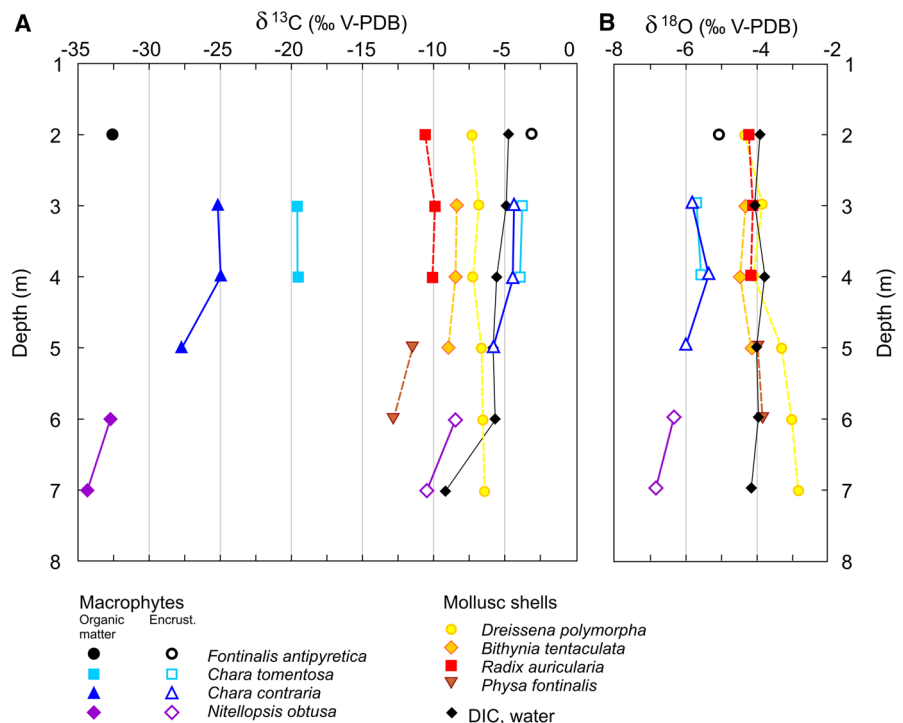 A
δ 13C (‰ V-PDB)
B
δ 18O (‰ V-PDB)
-35 -30 -25 -20 -15 -10 -5 0
-8 -6 -4 -2
1 1
2 2
3 3
4 4
5 5
6 6
7 7
8 8
Depth (m)
Depth (m)
Macrophytes
Organic matter
Encrust.
Fontinalis antipyretica
Chara tomentosa
Chara contraria
Nitellopsis obtusa
Mollusc shells
Dreissena polymorpha
Bithynia tentaculata
Radix auricularia
Physa fontinalis
DIC, water